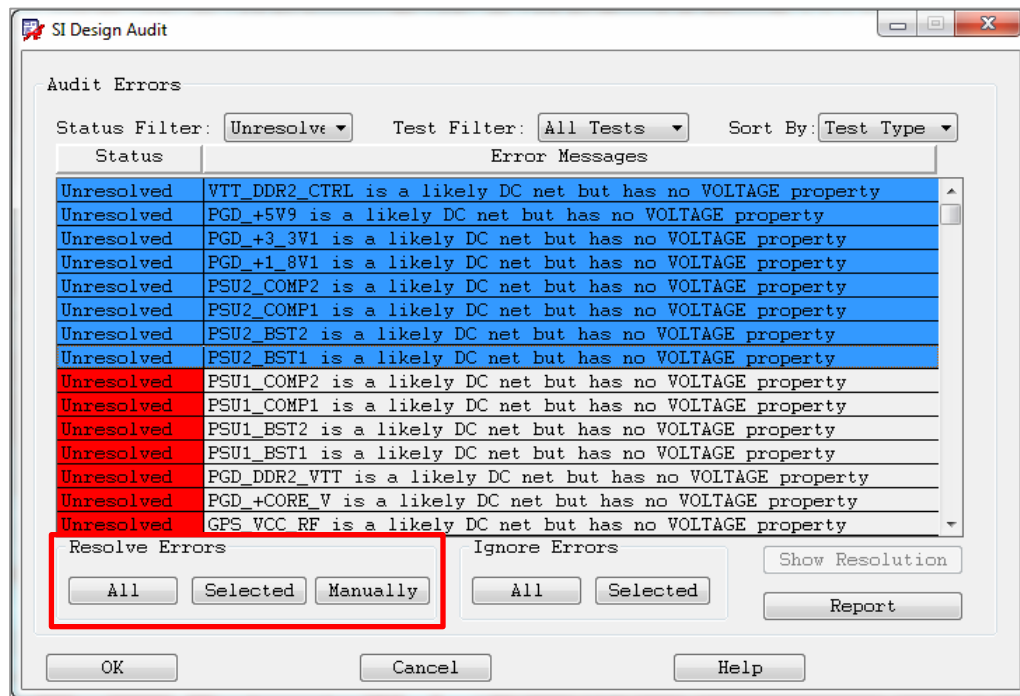 SI Design Audit
Audit Errors
Status Filter: Unresolve Test Filter: All Tests Sort By: Test Type
Status Error Messages
Unresolved VTT_DDR2_CTRL is a likely DC net but has no VOLTAGE property
Unresolved PGD_+5V9 is a likely DC net but has no VOLTAGE property
Unresolved PGD_+3_3V1 is a likely DC net but has no VOLTAGE property
Unresolved PGD_+1_8V1 is a likely DC net but has no VOLTAGE property
Unresolved PSU2_COMP2 is a likely DC net but has no VOLTAGE property
Unresolved PSU2_COMP1 is a likely DC net but has no VOLTAGE property
Unresolved PSU2_BST2 is a likely DC net but has no VOLTAGE property
Unresolved PSU2_BST1 is a likely DC net but has no VOLTAGE property
Unresolved PSU1_COMP2 is a likely DC net but has no VOLTAGE property
Unresolved PSU1_COMP1 is a likely DC net but has no VOLTAGE property
Unresolved PSU1_BST2 is a likely DC net but has no VOLTAGE property
Unresolved PSU1_BST1 is a likely DC net but has no VOLTAGE property
Unresolved PGD_DDR2_VTT is a likely DC net but has no VOLTAGE property
Unresolved PGD_+CORE_V is a likely DC net but has no VOLTAGE property
Unresolved GPS_VCC_RF is a likely DC net but has no VOLTAGE property
Resolve Errors Ignore Errors Show Resolution
All Selected Manually All Selected Report
OK Cancel Help